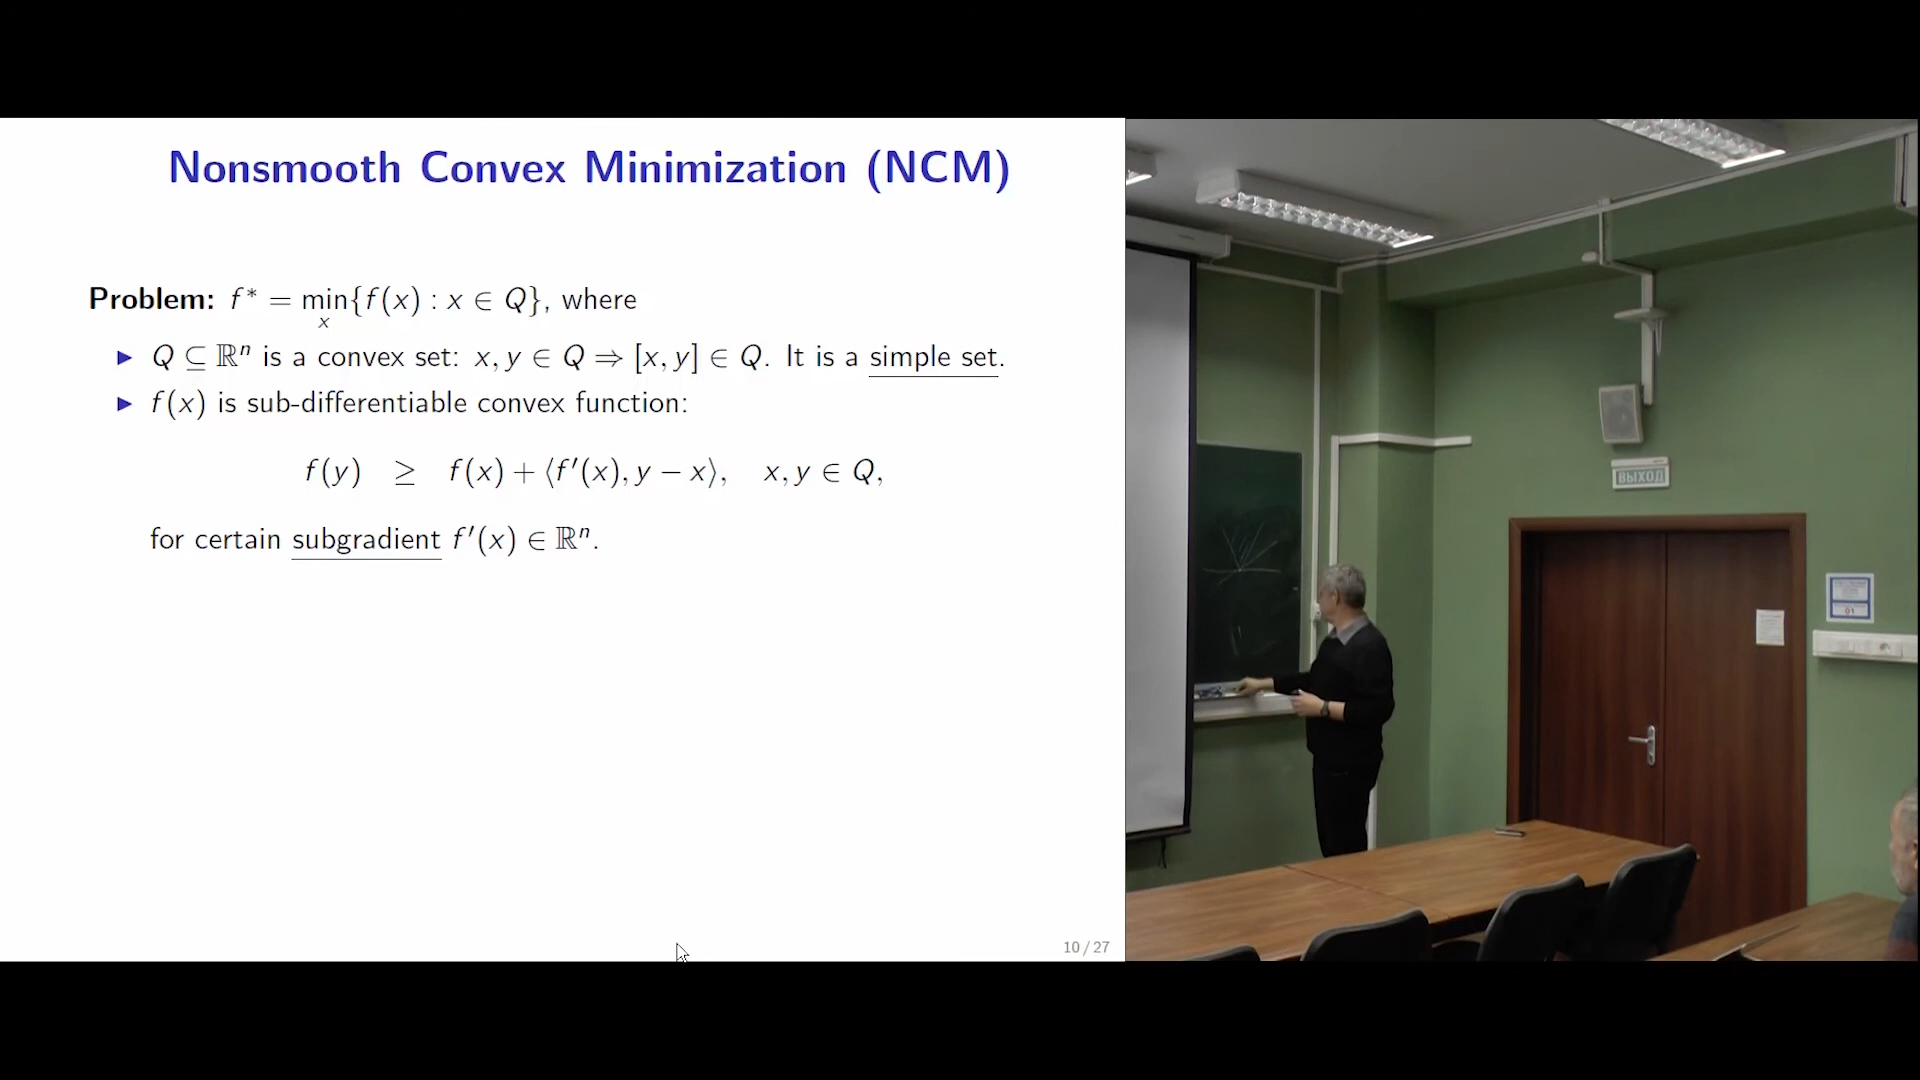 Nonsmooth Convex Minimization (NCM)
Problem: f* = min{f(x) : x ∈ Q}, where
x
▶ Q ⊆ ℝⁿ is a convex set: x, y ∈ Q ⇒ [x, y] ∈ Q. It is a simple set.
▶ f(x) is sub-differentiable convex function:
f(y) ≥ f(x) + ⟨f′(x), y − x⟩, x, y ∈ Q,
for certain subgradient f′(x) ∈ ℝⁿ.
10 / 27
ВЫХОД
01